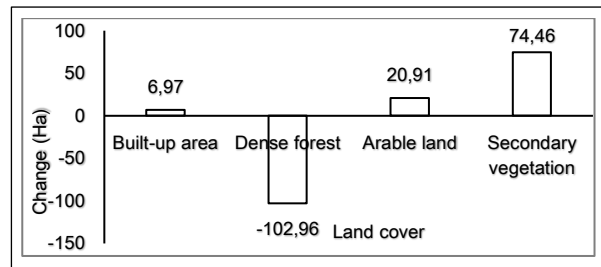 100
50
0
-50
-100
-150
Change (Ha)
6,97
-102,96
20,91
74,46
Built-up area
Dense forest
Arable land
Secondary
vegetation
Land cover